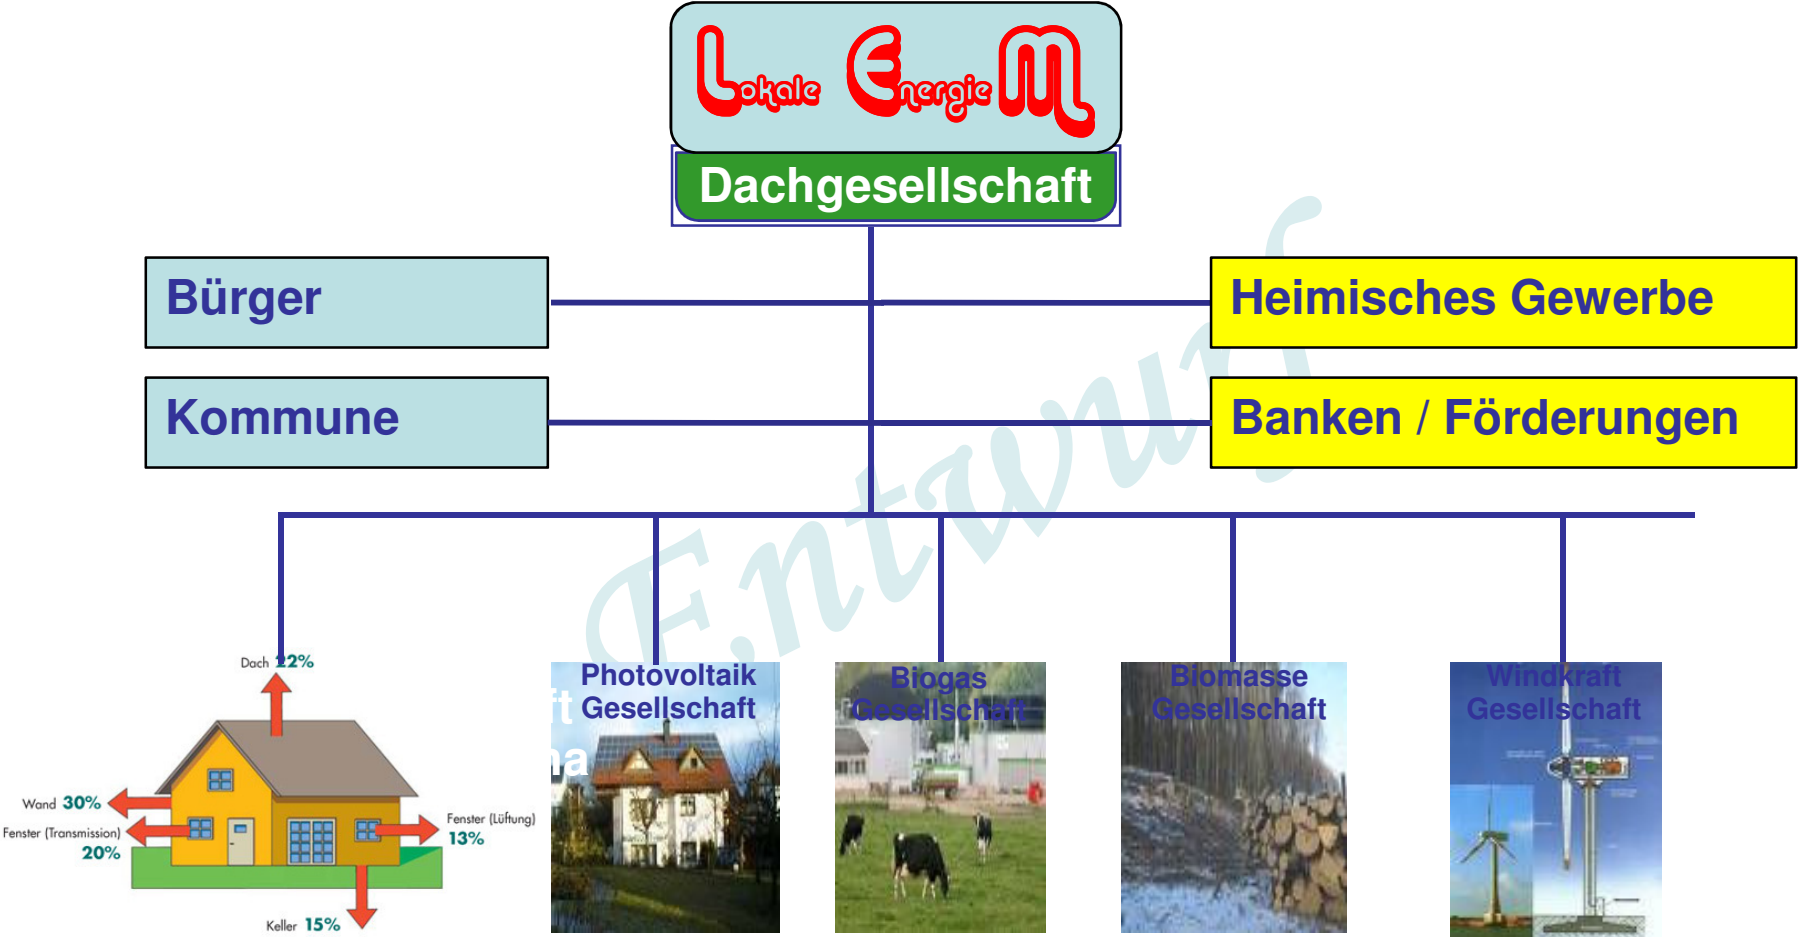 Lokale Energie M
Dachgesellschaft
Bürger
Heimisches Gewerbe
Kommune
Banken / Förderungen
Entwurf
Dach 22%
Wand 30%
Fenster (Transmission)
20%
Fenster (Lüftung)
13%
Keller 15%
Photovoltaik
Gesellschaft
Biogas
Gesellschaft
Biomasse
Gesellschaft
Windkraft
Gesellschaft